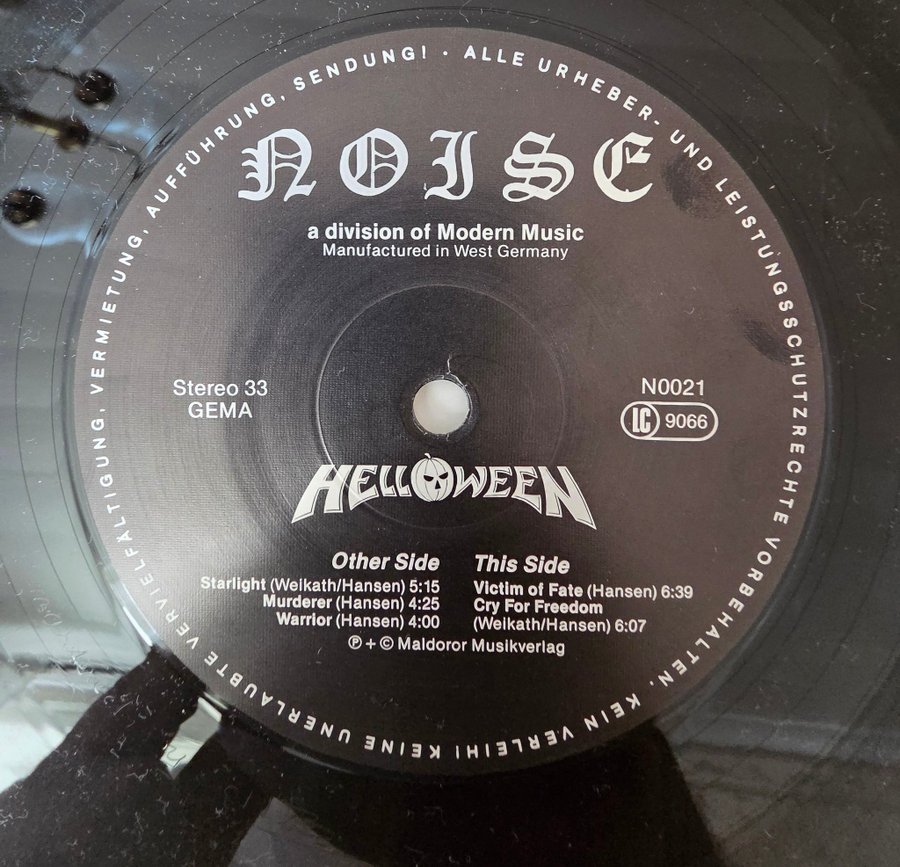 ALLE URHEBER- UND LEISTUNGSSCHUTZRECHTE VORBEHALTEN. KEIN VERLEIH! KEINE UNERLAUBTE VERVIELFÄLTIGUNG, VERMIETUNG, AUFFÜHRUNG, SENDUNG! ·
NOISE
a division of Modern Music
Manufactured in West Germany
Stereo 33
GEMA
N0021
LC 9066
HELLOWEEN
Other Side
Starlight (Weikath/Hansen) 5:15
Murderer (Hansen) 4:25
Warrior (Hansen) 4:00
This Side
Victim of Fate (Hansen) 6:39
Cry For Freedom
(Weikath/Hansen) 6:07
℗ + © Maldoror Musikverlag